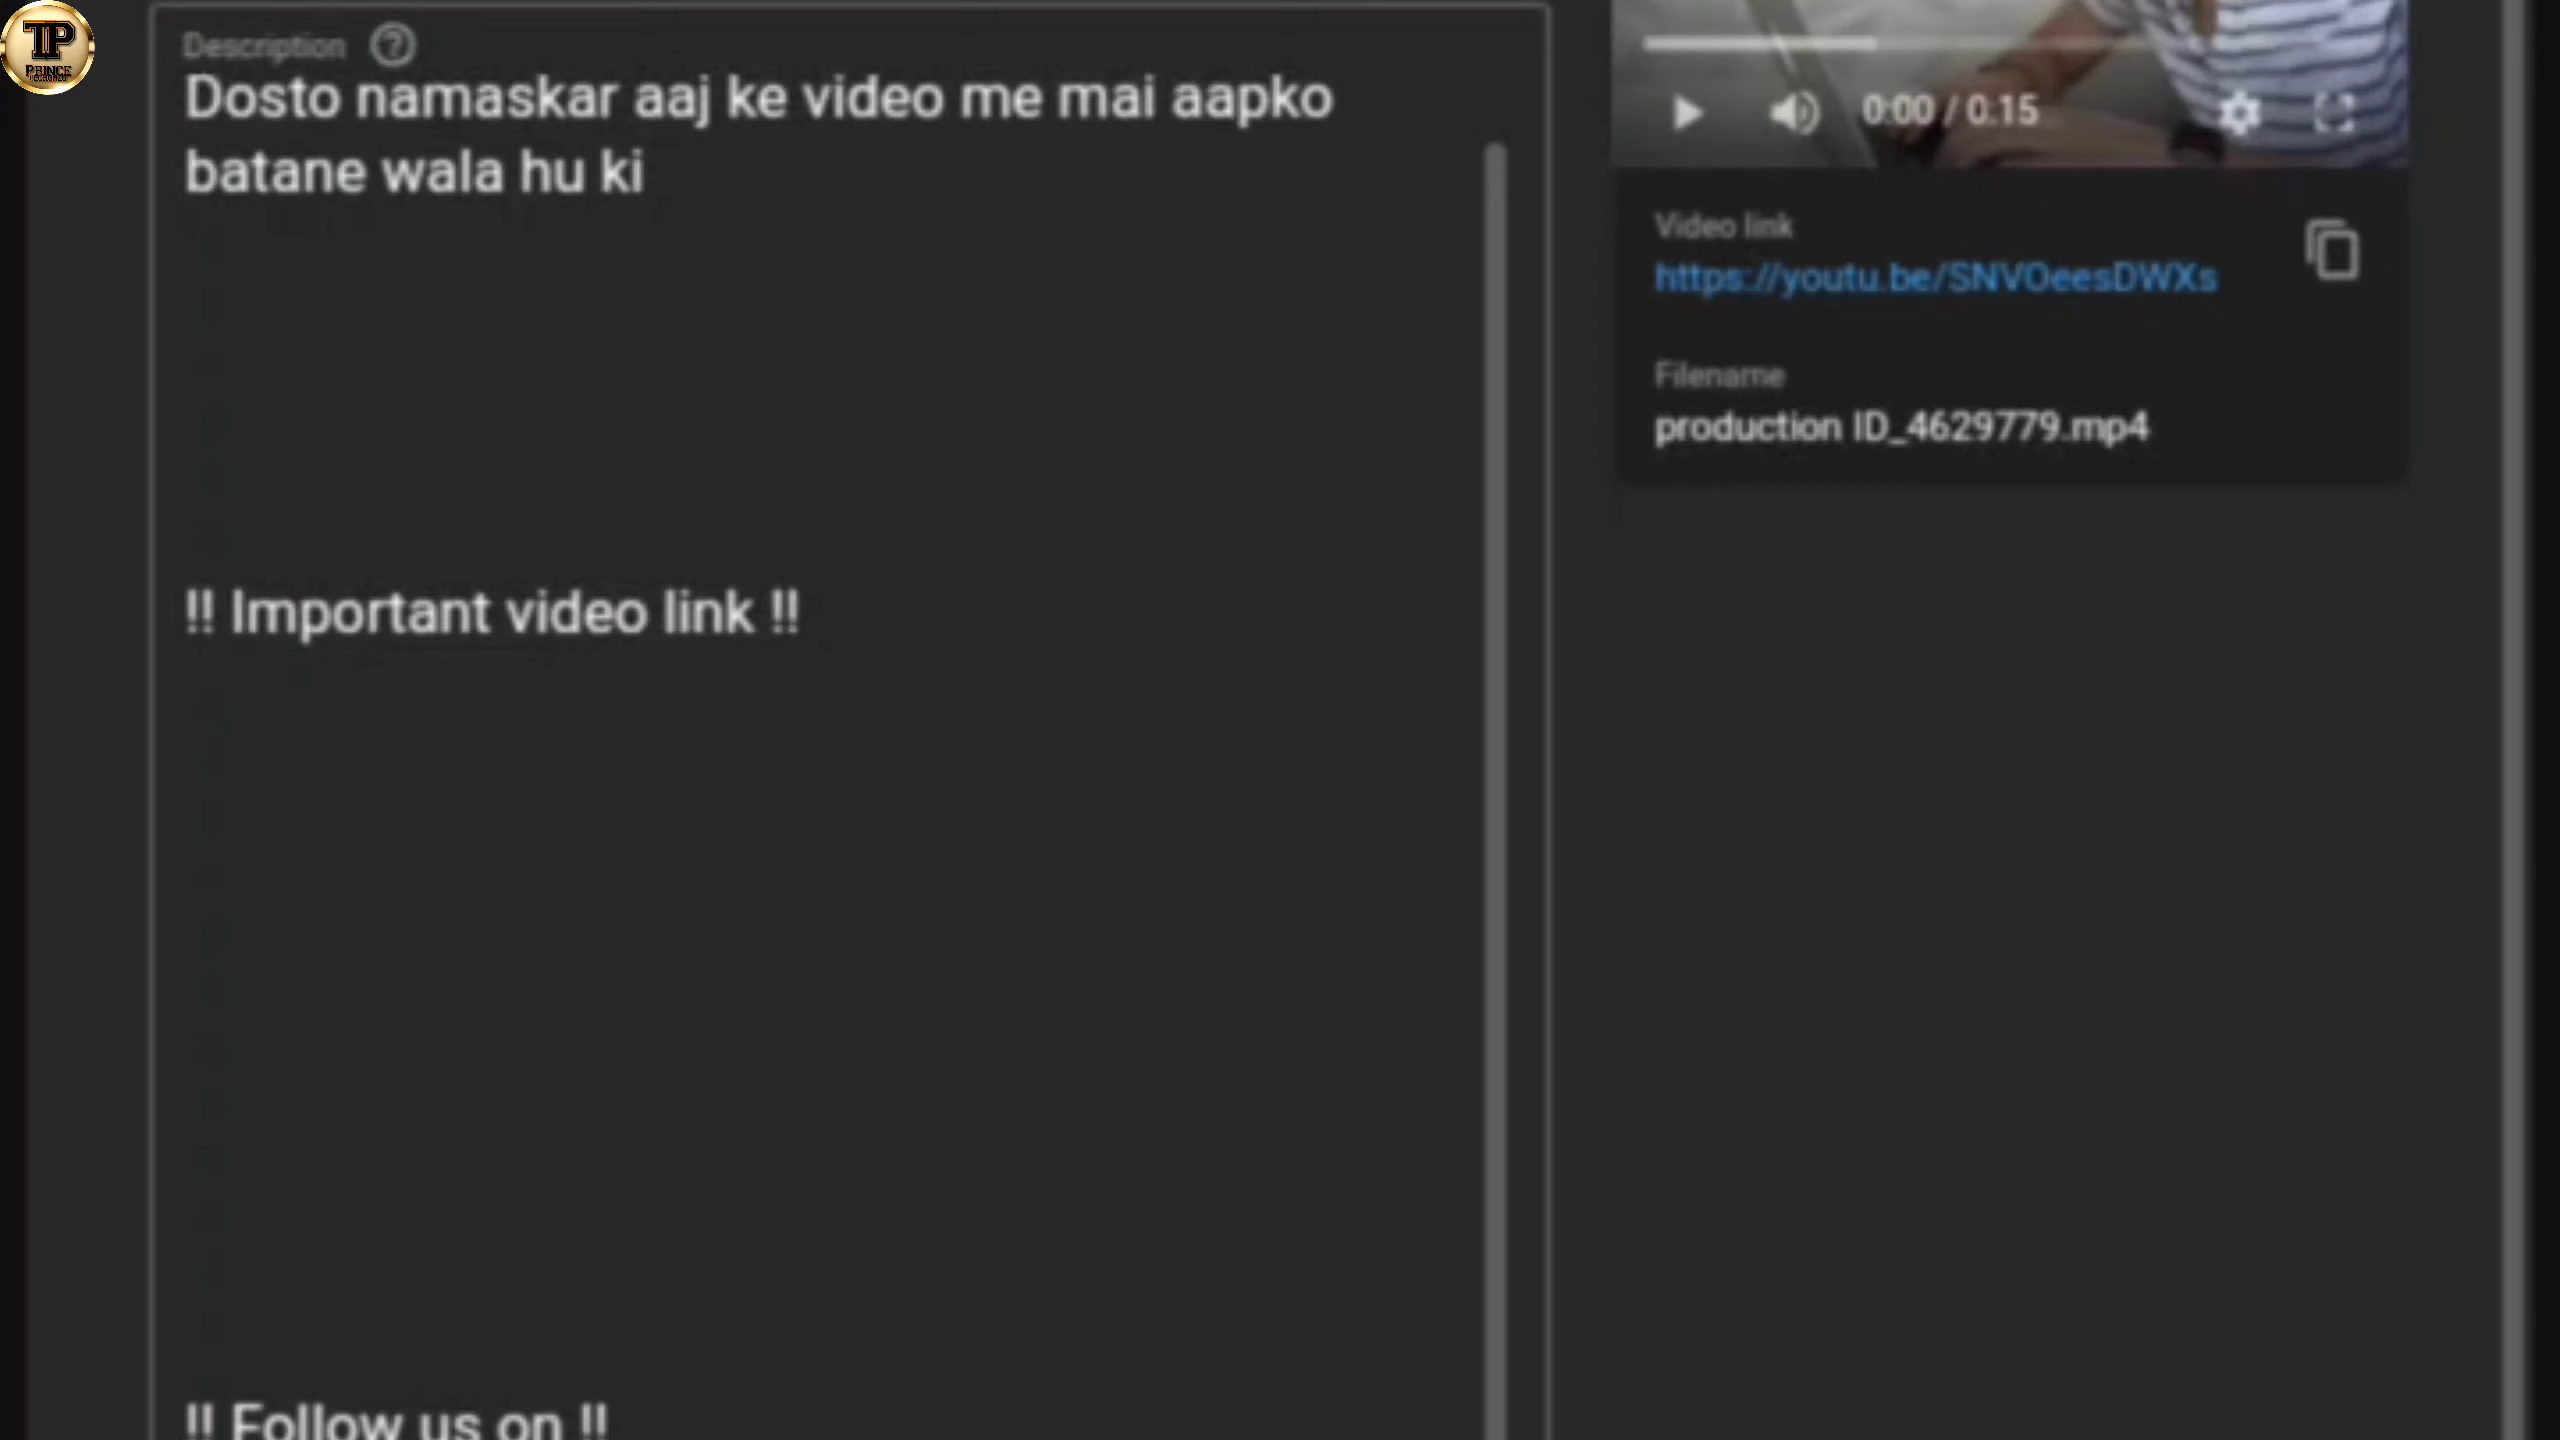 TP
PRINCE
Description
Dosto namaskar aaj ke video me mai aapko
batane wala hu ki
!! Important video link !!
!! Follow us on !!
0:00 / 0:15
Video link
https://youtu.be/SNVOeesDWXs
Filename
production ID_4629779.mp4